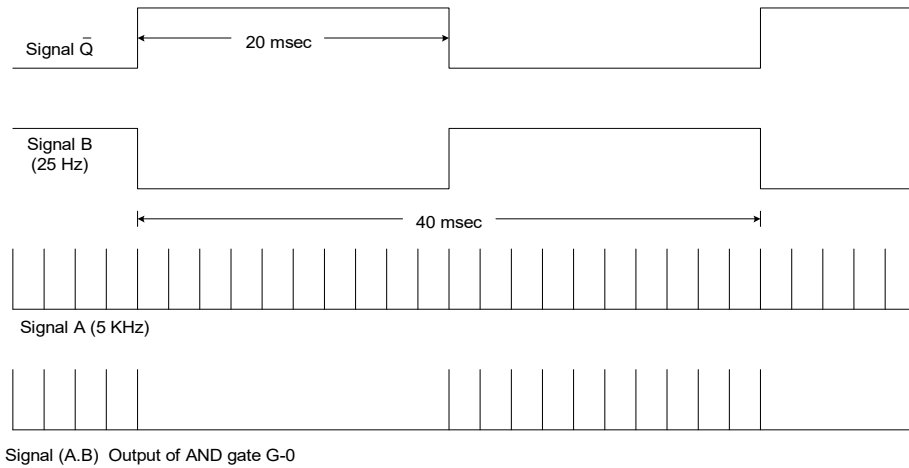 Signal Q̄
20 msec
Signal B
(25 Hz)
40 msec
Signal A (5 KHz)
Signal (A.B) Output of AND gate G-0